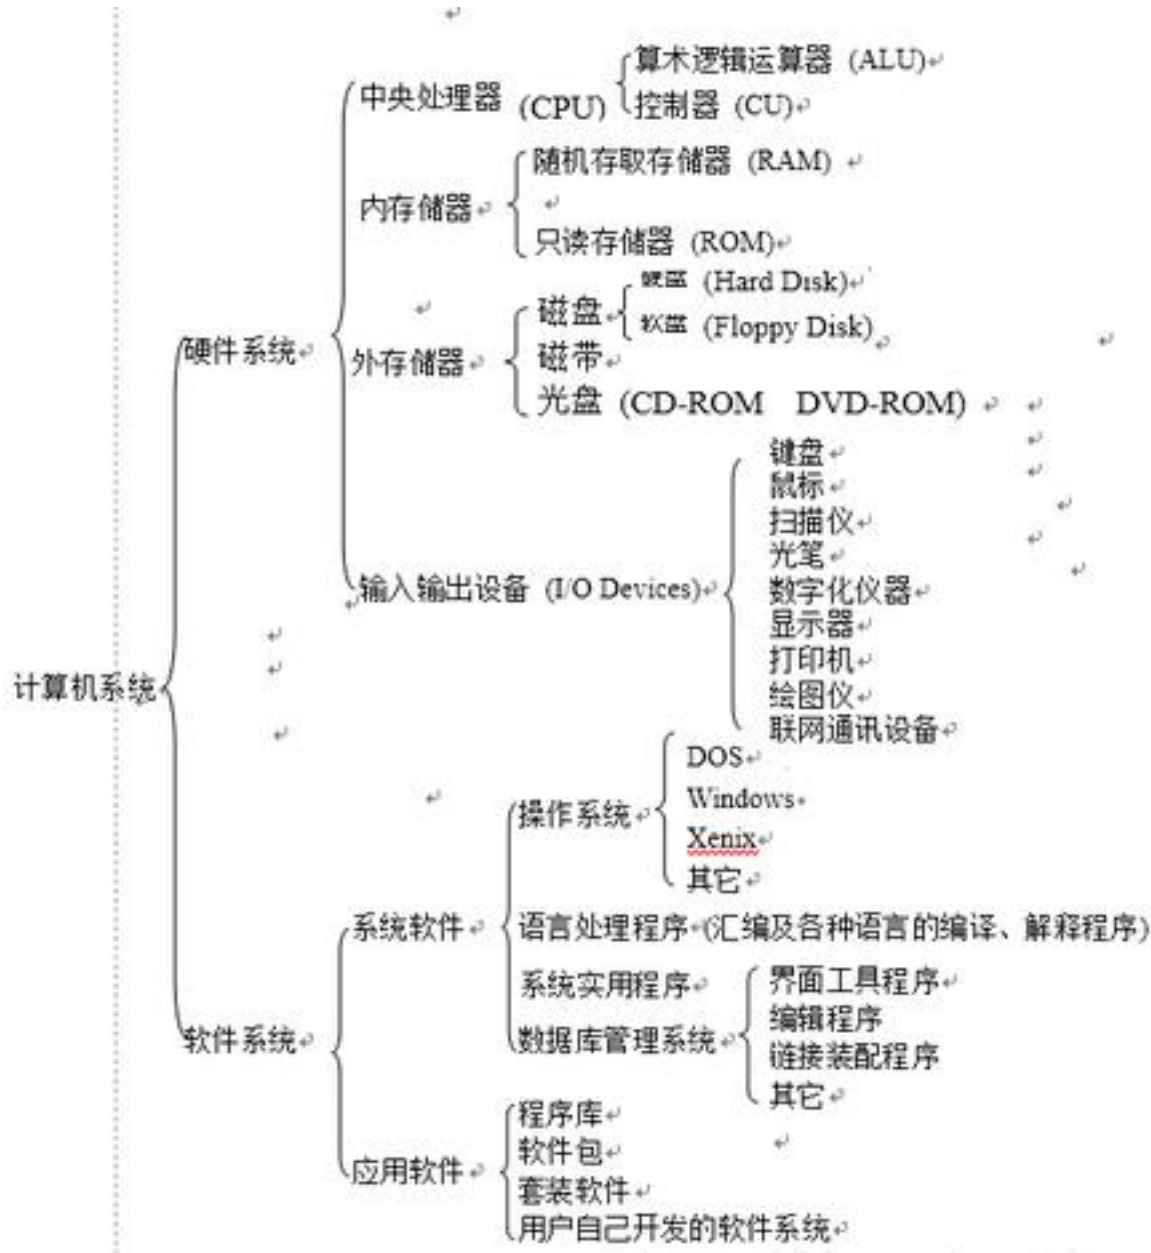 中央处理器 (CPU)
算术逻辑运算器 (ALU)
控制器 (CU)
内存储器
随机存取存储器 (RAM)
只读存储器 (ROM)
硬件系统
外存储器
磁盘
硬盘 (Hard Disk)
软盘 (Floppy Disk)
磁带
光盘 (CD-ROM DVD-ROM)
输入输出设备 (I/O Devices)
键盘
鼠标
扫描仪
光笔
数字化仪器
显示器
打印机
绘图仪
联网通讯设备
计算机系统
操作系统
DOS
Windows
Xenix
其它
系统软件
语言处理程序 (汇编及各种语言的编译、解释程序)
系统实用程序
软件系统
数据库管理系统
界面工具程序
编辑程序
链接装配程序
其它
应用软件
程序库
软件包
套装软件
用户自己开发的软件系统